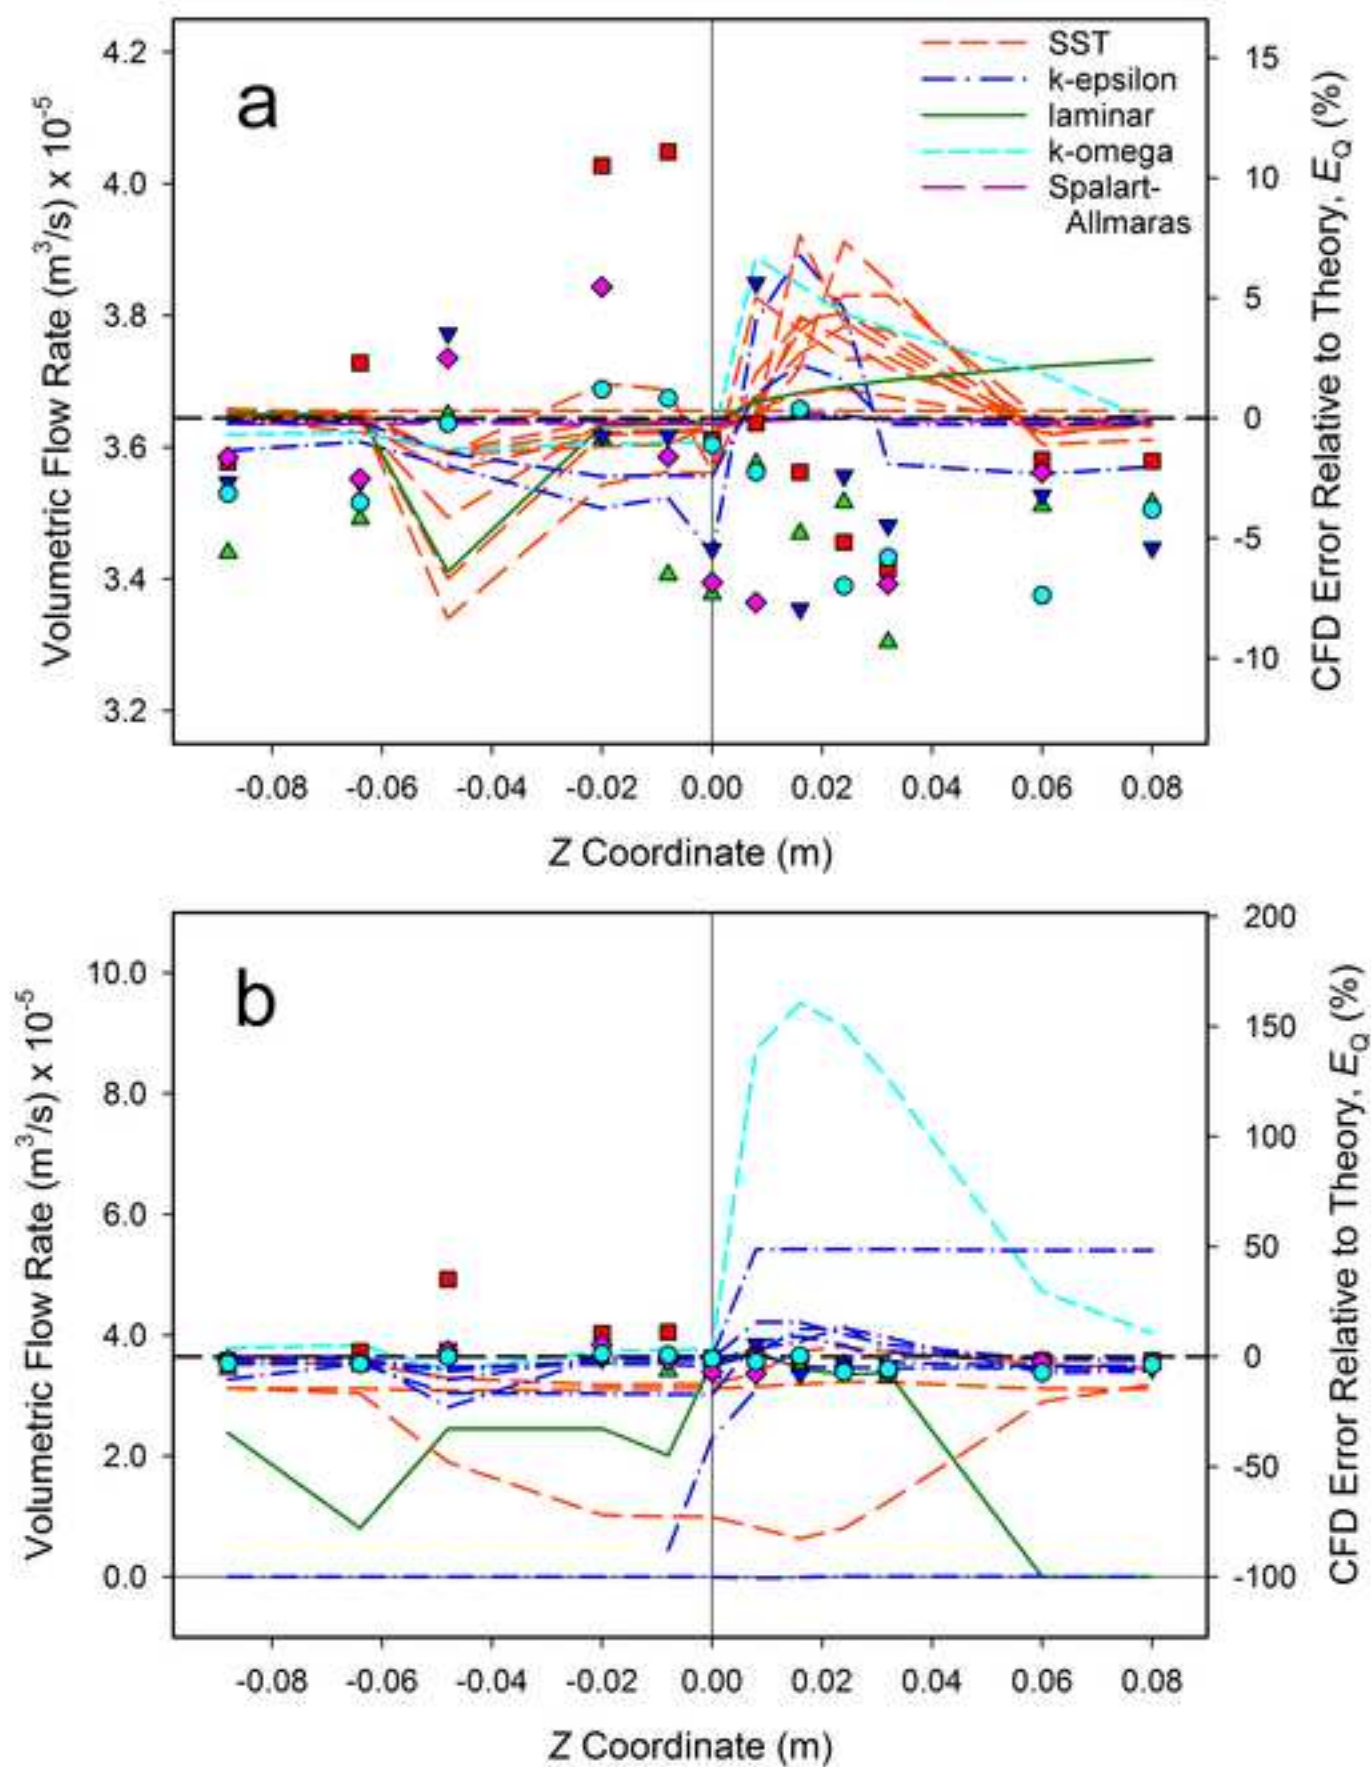 a
SST
k-epsilon
laminar
k-omega
Spalart-
Allmaras
4.2
4.0
3.8
3.6
3.4
3.2
Volumetric Flow Rate (m³/s) x 10⁻⁵
15
10
5
0
-5
-10
CFD Error Relative to Theory, E_Q (%)
-0.08 -0.06 -0.04 -0.02 0.00 0.02 0.04 0.06 0.08
Z Coordinate (m)
b
10.0
8.0
6.0
4.0
2.0
0.0
Volumetric Flow Rate (m³/s) x 10⁻⁵
200
150
100
50
0
-50
-100
CFD Error Relative to Theory, E_Q (%)
-0.08 -0.06 -0.04 -0.02 0.00 0.02 0.04 0.06 0.08
Z Coordinate (m)